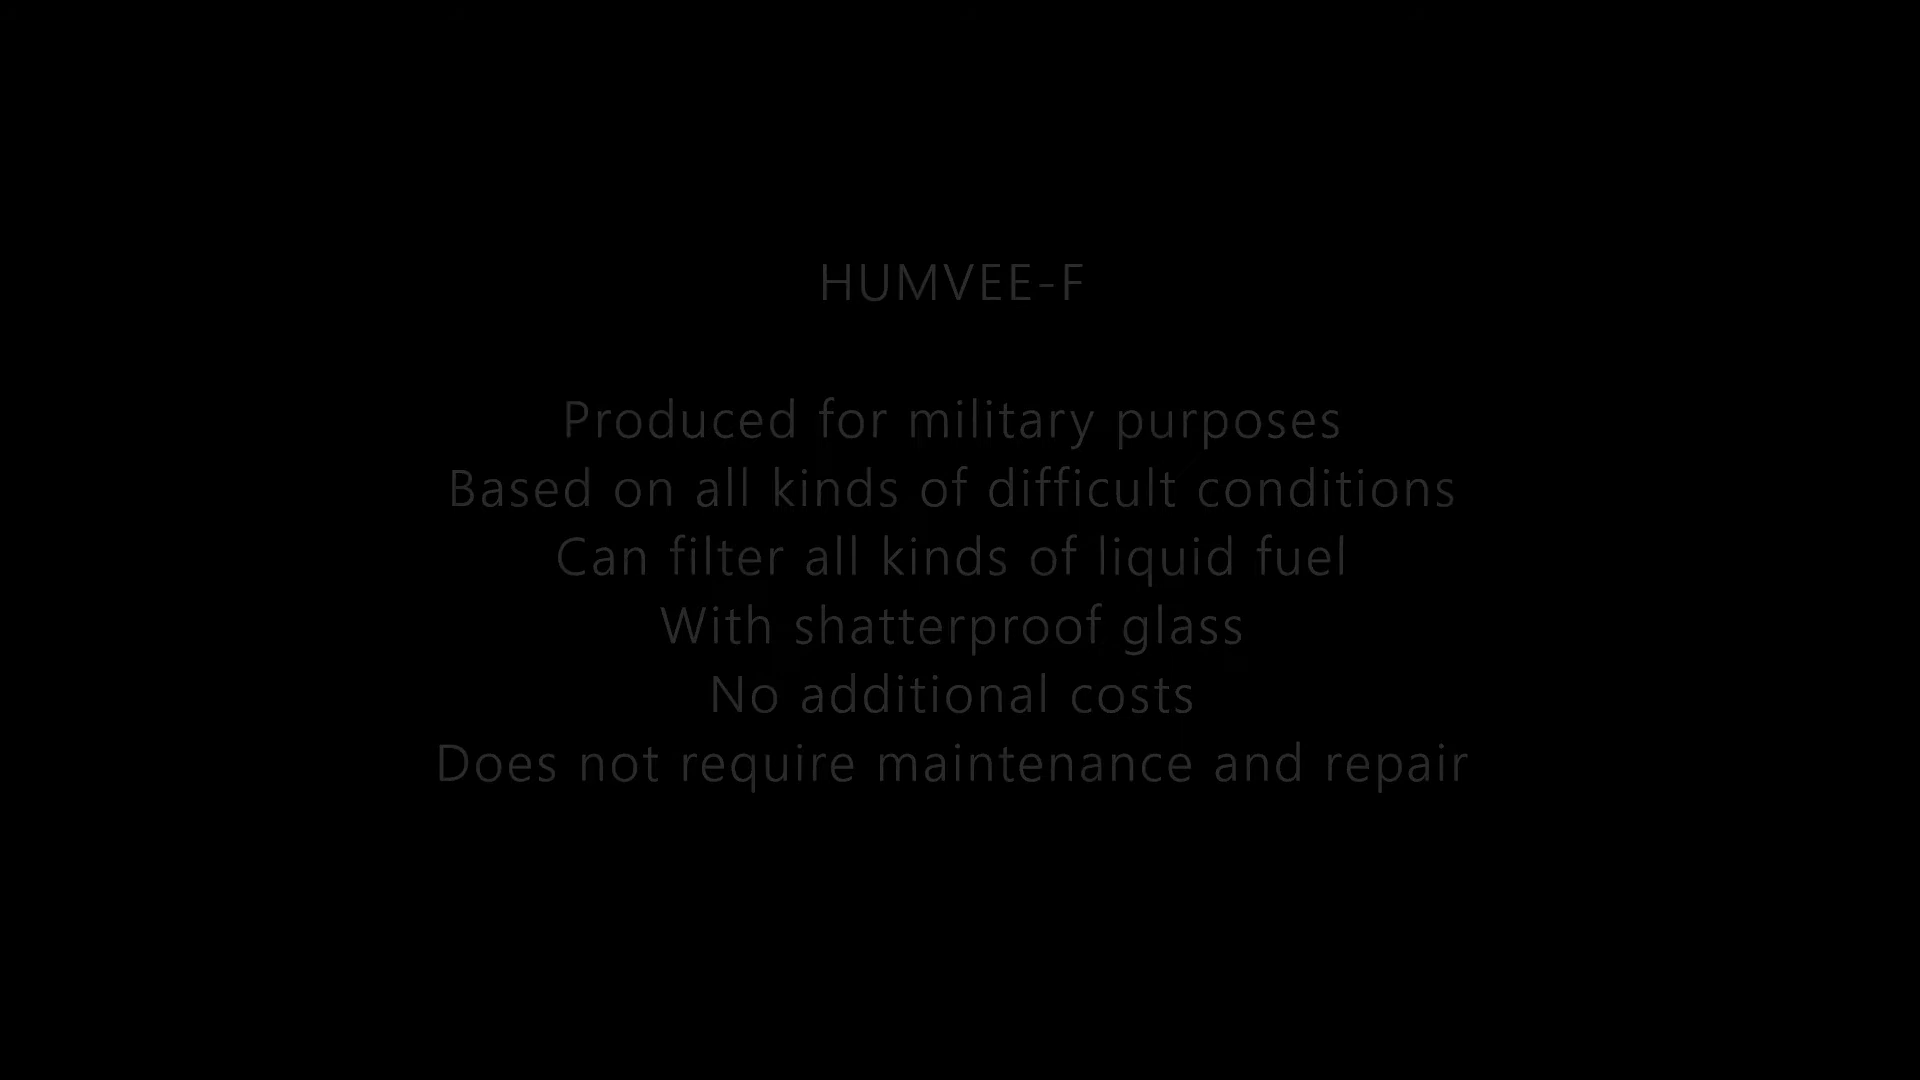 HUMVEE-F
Produced for military purposes
Based on all kinds of difficult conditions
Can filter all kinds of liquid fuel
With shatterproof glass
No additional costs
Does not require maintenance and repair